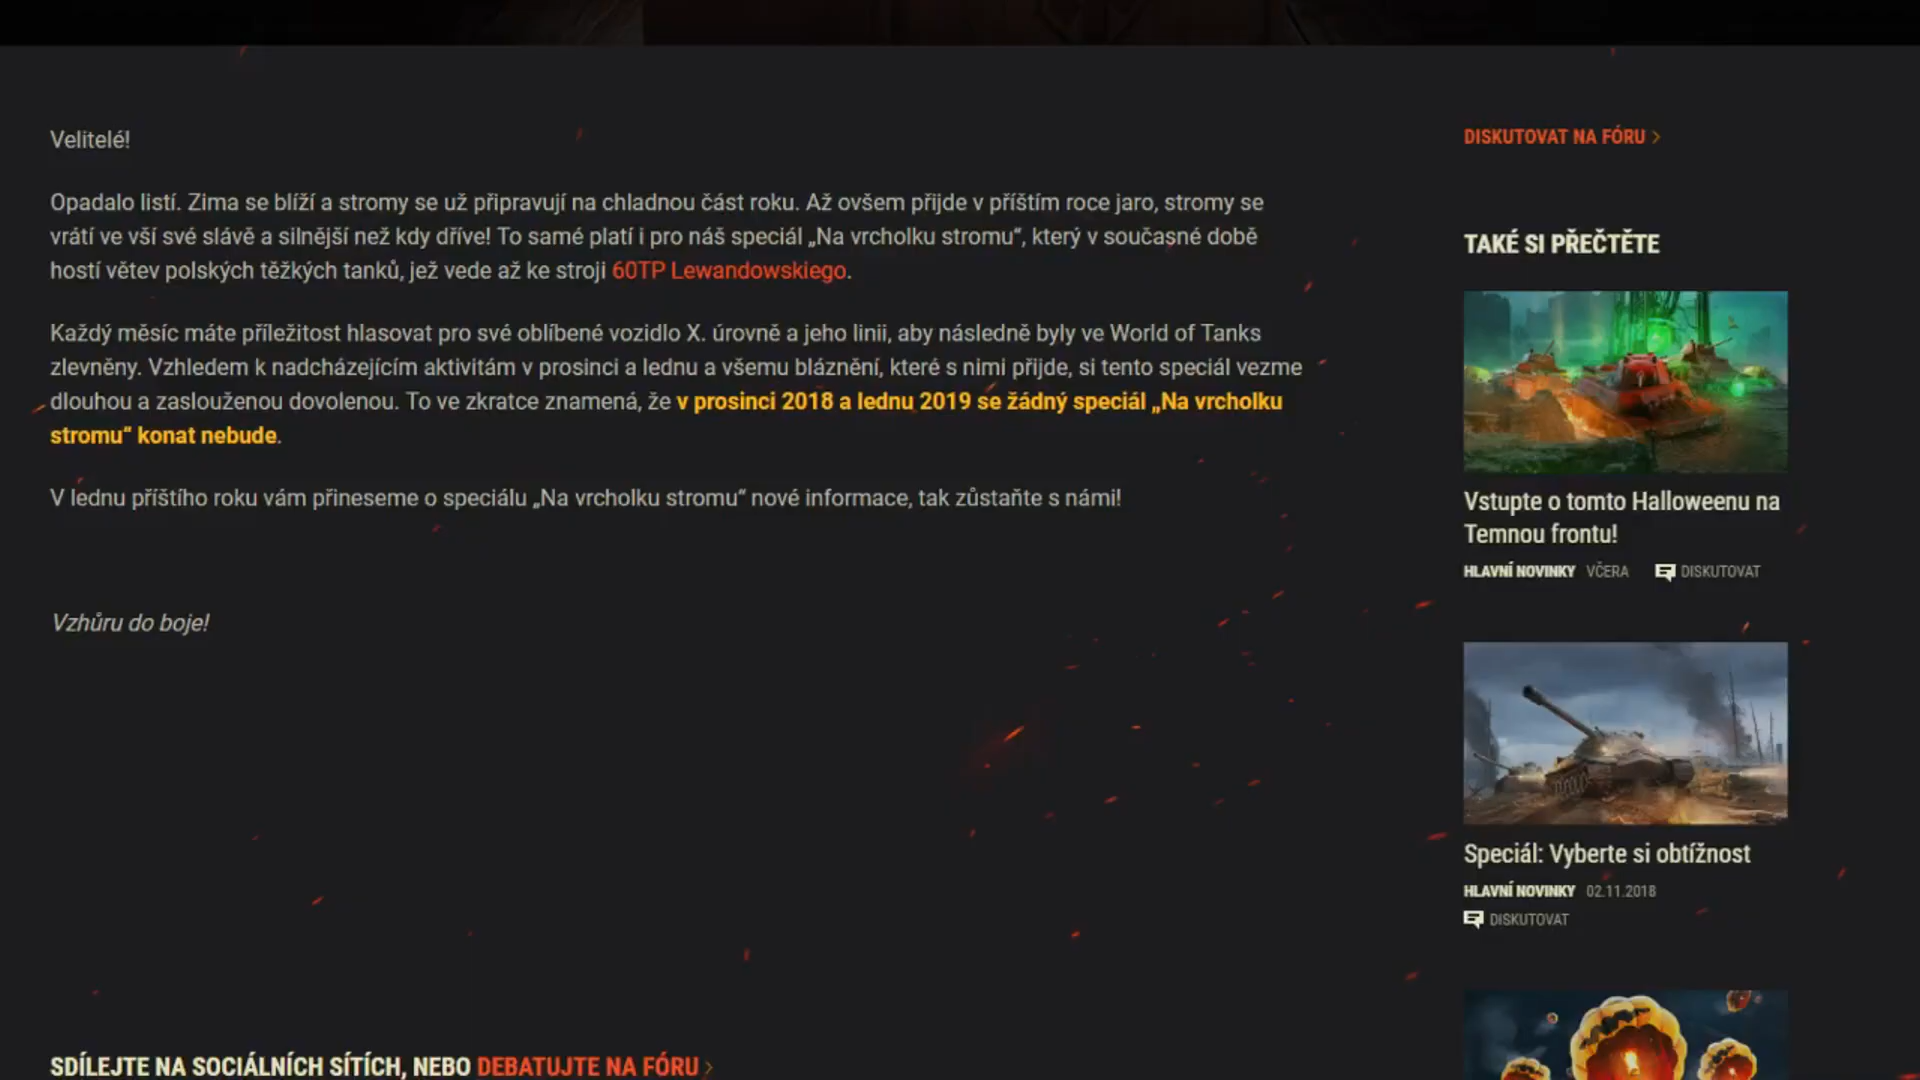 Velitelé!
Opadalo listí. Zima se blíží a stromy se už připravují na chladnou část roku. Až ovšem přijde v příštím roce jaro, stromy se
vrátí ve vší své slávě a silnější než kdy dříve! To samé platí i pro náš speciál „Na vrcholku stromu“, který v současné době
hostí větev polských těžkých tanků, jež vede až ke stroji 60TP Lewandowskiego.
Každý měsíc máte příležitost hlasovat pro své oblíbené vozidlo X. úrovně a jeho linii, aby následně byly ve World of Tanks
zlevněny. Vzhledem k nadcházejícím aktivitám v prosinci a lednu a všemu bláznění, které s nimi přijde, si tento speciál vezme
dlouhou a zaslouženou dovolenou. To ve zkratce znamená, že v prosinci 2018 a lednu 2019 se žádný speciál „Na vrcholku
stromu“ konat nebude.
V lednu příštího roku vám přineseme o speciálu „Na vrcholku stromu“ nové informace, tak zůstaňte s námi!
Vzhůru do boje!
SDÍLEJTE NA SOCIÁLNÍCH SÍTÍCH, NEBO DEBATUJTE NA FÓRU
DISKUTOVAT NA FÓRU
TAKÉ SI PŘEČTĚTE
Vstupte o tomto Halloweenu na
Temnou frontu!
HLAVNÍ NOVINKY VČERA DISKUTOVAT
Speciál: Vyberte si obtížnost
HLAVNÍ NOVINKY 02.11.2018
DISKUTOVAT